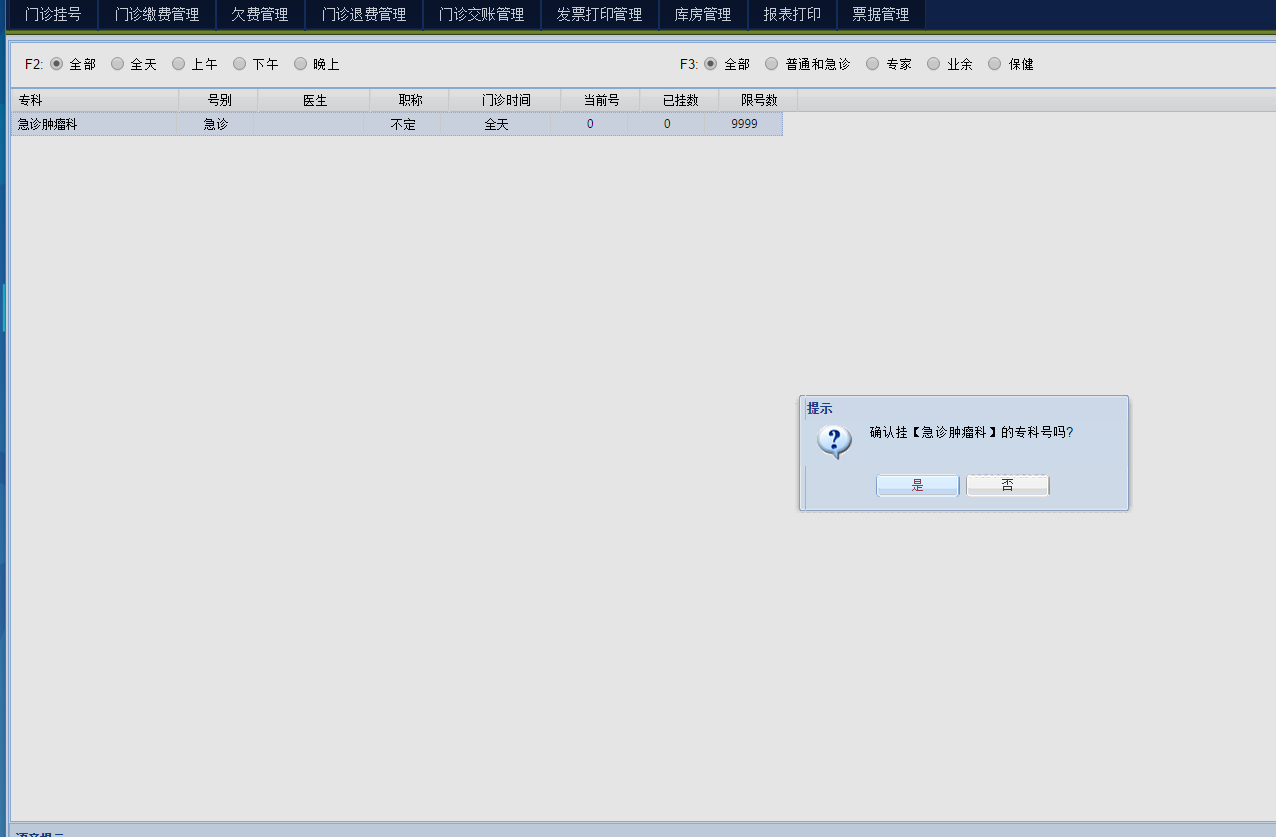 门诊挂号 门诊缴费管理 欠费管理 门诊退费管理 门诊交账管理 发票打印管理 库房管理 报表打印 票据管理
F2: 全部 全天 上午 下午 晚上 F3: 全部 普通和急诊 专家 业余 保健
专科 号别 医生 职称 门诊时间 当前号 已挂数 限号数
急诊肿瘤科 急诊 不定 全天 0 0 9999
提示
确认挂【急诊肿瘤科】的专科号吗?
是 否